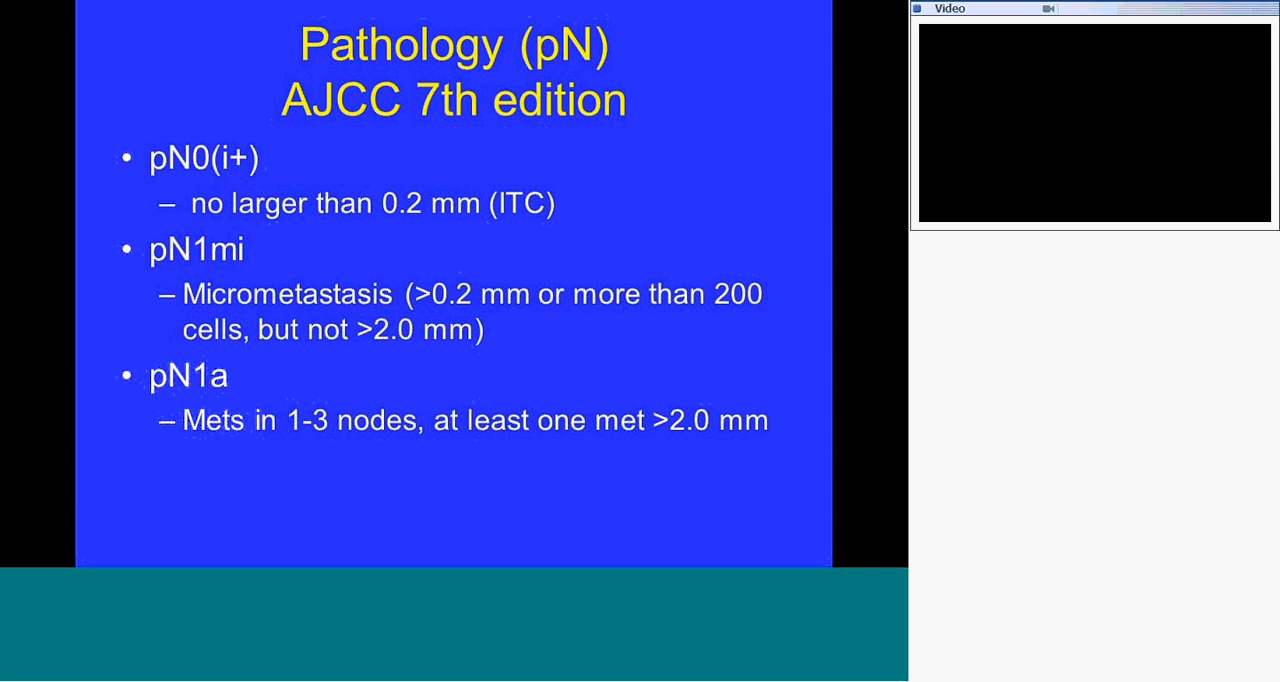 Video
Pathology (pN)
AJCC 7th edition
• pN0(i+)
– no larger than 0.2 mm (ITC)
• pN1mi
– Micrometastasis (>0.2 mm or more than 200
cells, but not >2.0 mm)
• pN1a
– Mets in 1-3 nodes, at least one met >2.0 mm